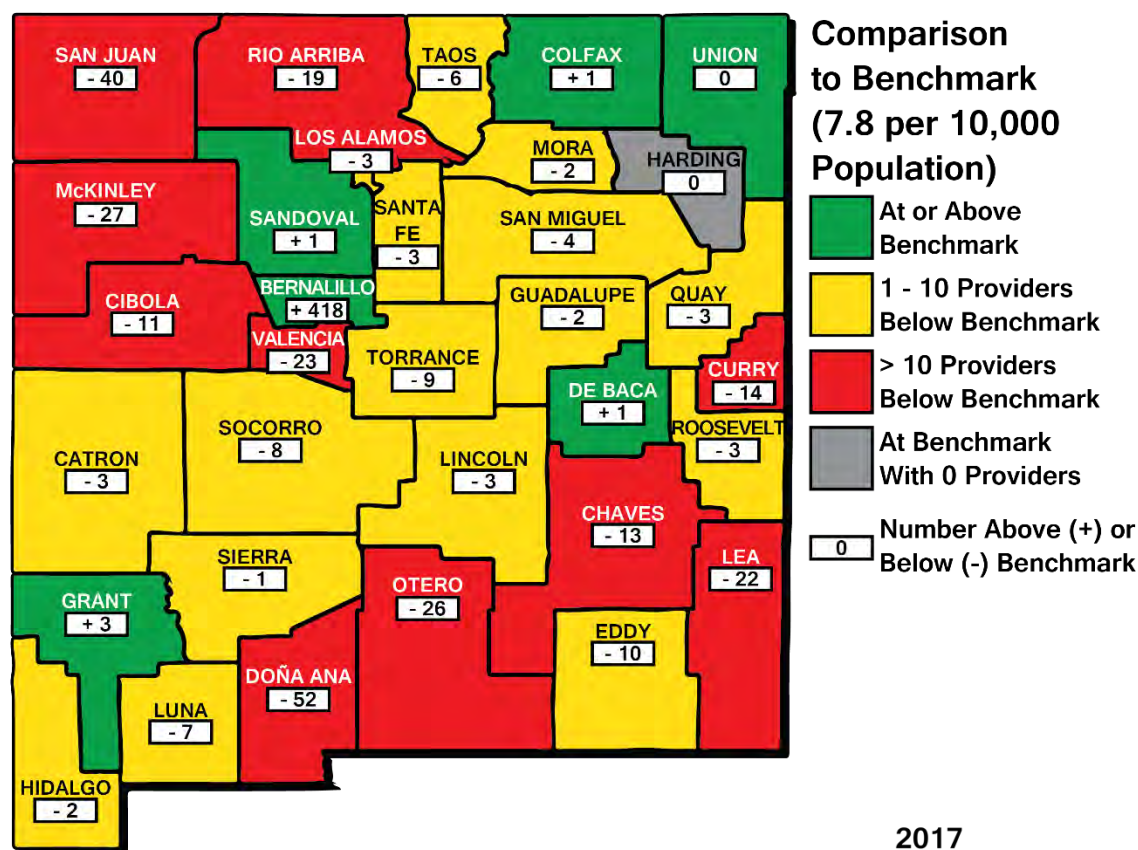 SAN JUAN
- 40
RIO ARRIBA
- 19
TAOS
- 6
COLFAX
+ 1
UNION
0
LOS ALAMOS
- 3
MORA
- 2
HARDING
0
McKINLEY
- 27
SANDOVAL
+ 1
SANTA
FE
- 3
SAN MIGUEL
- 4
CIBOLA
- 11
BERNALILLO
+ 418
VALENCIA
- 23
TORRANCE
- 9
GUADALUPE
- 2
QUAY
- 3
CURRY
- 14
DE BACA
+ 1
ROOSEVELT
- 3
CATRON
- 3
SOCORRO
- 8
LINCOLN
- 3
CHAVES
- 13
LEA
- 22
SIERRA
- 1
OTERO
- 26
GRANT
+ 3
EDDY
- 10
DOÑA ANA
- 52
LUNA
- 7
HIDALGO
- 2
Comparison
to Benchmark
(7.8 per 10,000
Population)
At or Above
Benchmark
1 - 10 Providers
Below Benchmark
> 10 Providers
Below Benchmark
At Benchmark
With 0 Providers
0
Number Above (+) or
Below (-) Benchmark
2017